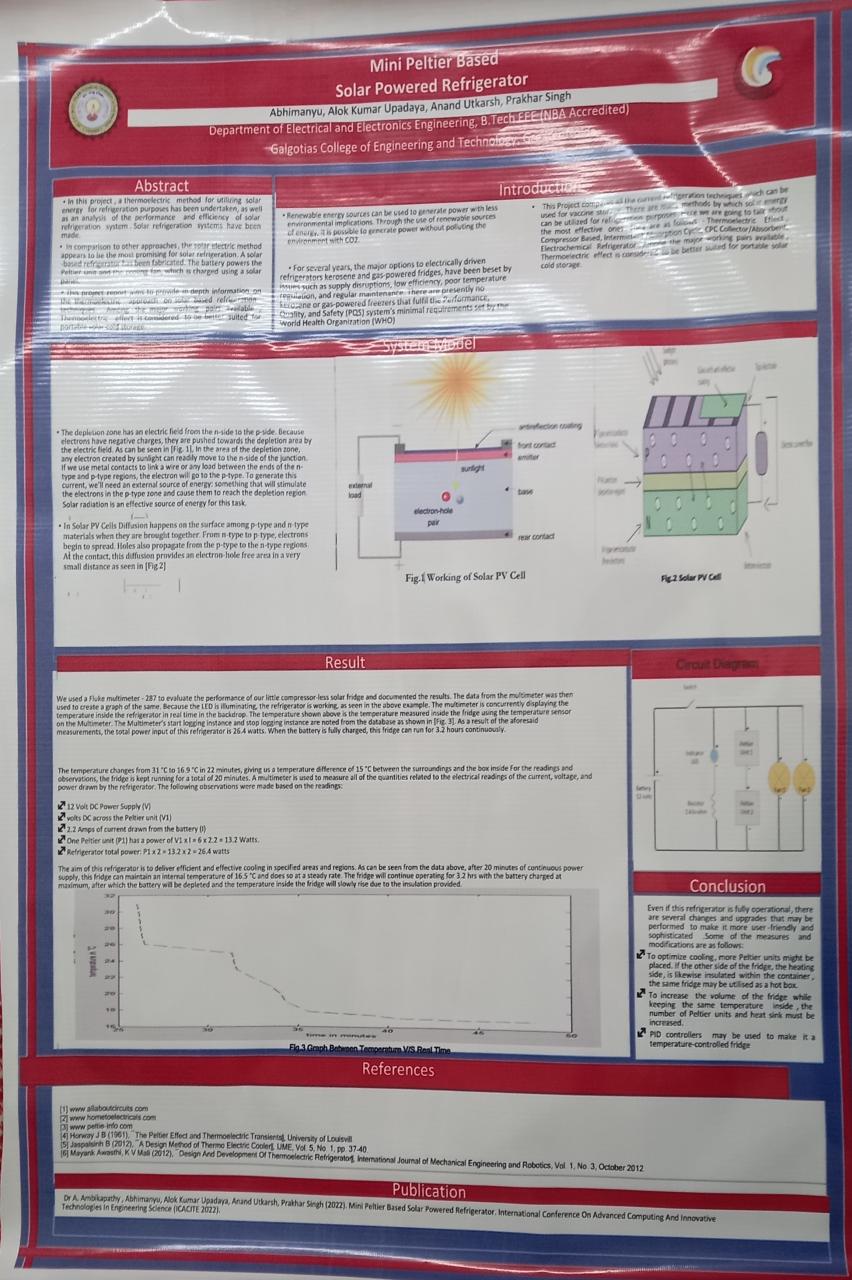 Mini Peltier Based
Solar Powered Refrigerator
Abhimanyu, Alok Kumar Upadaya, Anand Utkarsh, Prakhar Singh
Department of Electrical and Electronics Engineering, B.Tech EEE (NBA Accredited)
Galgotias College of Engineering and Technology,
Abstract
• In this project, a thermoelectric method for utilizing solar
energy for refrigeration purposes has been undertaken, as well
as an analysis of the performance and efficiency of solar
refrigeration system. Solar refrigeration systems have been
made.
• In comparison to other approaches, the solar electric method
appears to be the most promising for solar refrigeration. A solar
-based refrigerator has been fabricated. The battery powers the
Peltier unit and the cooling fan which is charged using a solar
panel.
• This project report aims to provide in depth information on
the thermoelectric approach on solar based refrigeration
techniques. Among the major working pairs available,
Thermoelectric effect is considered to be better suited for
portable solar cold storage.
Introduction
• Renewable energy sources can be used to generate power with less
environmental implications. Through the use of renewable sources
of energy, it is possible to generate power without polluting the
environment with CO2.
• For several years, the major options to electrically driven
refrigerators kerosene and gas-powered fridges, have been beset by
issues such as supply disruptions, low efficiency, poor temperature
regulation, and regular maintenance. There are presently no
kerosene or gas-powered freezers that fulfil the Performance,
Quality, and Safety (PQS) system's minimal requirements set by the
World Health Organization (WHO)
• This Project compares all the current refrigeration techniques which can be
used for vaccine storage. There are many methods by which solar energy
can be utilized for refrigeration purposes. Here we are going to talk about
the most effective ones. They are as follows - Thermoelectric Effect,
Compressor Based, Intermittent Absorption Cycle, CPC Collector/Absorbent,
Electrochemical Refrigerator. Among the major working pairs available,
Thermoelectric effect is considered to be better suited for portable solar
cold storage.
System Model
• The depletion zone has an electric field from the n-side to the p-side. Because
electrons have negative charges, they are pushed towards the depletion area by
the electric field. As can be seen in [Fig. 1]. In the area of the depletion zone,
any electron created by sunlight can readily move to the n-side of the junction.
If we use metal contacts to link a wire or any load between the ends of the n-
type and p-type regions, the electron will go to the p-type. To generate this
current, we'll need an external source of energy: something that will stimulate
the electrons in the p-type zone and cause them to reach the depletion region.
Solar radiation is an effective source of energy for this task.
• In Solar PV Cells Diffusion happens on the surface among p-type and n-type
materials when they are brought together. From n-type to p-type, electrons
begin to spread. Holes also propagate from the p-type to the n-type regions.
At the contact, this diffusion provides an electron-hole free area in a very
small distance as seen in [Fig 2]
antireflection coating
front contact
emitter
sunlight
external
load
base
electron-hole
pair
rear contact
Fig.1 Working of Solar PV Cell
P
N
Fig.2 Solar PV Cell
Result
We used a Fluke multimeter - 287 to evaluate the performance of our little compressor-less solar fridge and documented the results. The data from the multimeter was then
used to create a graph of the same. Because the LED is illuminating, the refrigerator is working, as seen in the above example. The multimeter is concurrently displaying the
temperature inside the refrigerator in real time in the backdrop. The temperature shown above is the temperature measured inside the fridge using the temperature sensor
on the Multimeter. The Multimeter's start logging instance and stop logging instance are noted from the database as shown in [Fig. 3]. As a result of the aforesaid
measurements, the total power input of this refrigerator is 26.4 watts. When the battery is fully charged, this fridge can run for 3.2 hours continuously.
The temperature changes from 31 °C to 16.9 °C in 22 minutes, giving us a temperature difference of 15 °C between the surroundings and the box inside For the readings and
observations, the fridge is kept running for a total of 20 minutes. A multimeter is used to measure all of the quantities related to the electrical readings of the current, voltage, and
power drawn by the refrigerator. The following observations were made based on the readings:
12 Volt DC Power Supply (V)
volts DC across the Peltier unit (V1)
2.2 Amps of current drawn from the battery (I)
One Peltier unit (P1) has a power of V1 x I = 6 x 2.2 = 13.2 Watts.
Refrigerator total power: P1 x 2 = 13.2 x 2 = 26.4 watts
The aim of this refrigerator is to deliver efficient and effective cooling in specified areas and regions. As can be seen from the data above, after 20 minutes of continuous power
supply, this fridge can maintain an internal temperature of 16.5 °C and does so at a steady rate. The fridge will continue operating for 3.2 hrs with the battery charged at
maximum, after which the battery will be depleted and the temperature inside the fridge will slowly rise due to the insulation provided.
32
30
28
26
24
22
20
18
16
25 30 35 40 45 50
time in minutes
Fig.3 Graph Between Temperature V/S Real Time
Circuit Diagram
Conclusion
Even if this refrigerator is fully operational, there
are several changes and upgrades that may be
performed to make it more user-friendly and
sophisticated Some of the measures and
modifications are as follows:
To optimize cooling, more Peltier units might be
placed. If the other side of the fridge, the heating
side, is likewise insulated within the container,
the same fridge may be utilised as a hot box.
To increase the volume of the fridge while
keeping the same temperature inside, the
number of Peltier units and heat sink must be
increased.
PID controllers may be used to make it a
temperature-controlled fridge
References
[1] www allaboutcircuits com
[2] www hometoelectricals com
[3] www peltie-info com
[4] Horway J B (1961), "The Peltier Effect and Thermoelectric Transients], University of Louisvill
[5] Jaspalsinh B (2012), "A Design Method of Thermo Electric Cooler], IJME, Vol. 5, No. 1, pp. 37-40
[6] Mayank Awasthi, K V Mali (2012), "Design And Development Of Thermoelectric Refrigerator], International Journal of Mechanical Engineering and Robotics, Vol. 1, No. 3, October 2012
Publication
Dr A. Ambikapathy, Abhimanyu, Alok Kumar Upadaya, Anand Utkarsh, Prakhar Singh (2022). Mini Peltier Based Solar Powered Refrigerator. International Conference On Advanced Computing And Innovative
Technologies In Engineering Science (ICACITE 2022).